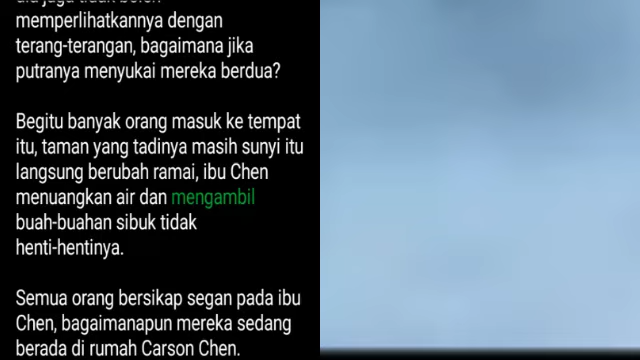 memperlihatkannya dengan
terang-terangan, bagaimana jika
putranya menyukai mereka berdua?
Begitu banyak orang masuk ke tempat
itu, taman yang tadinya masih sunyi itu
langsung berubah ramai, ibu Chen
menuangkan air dan mengambil
buah-buahan sibuk tidak
henti-hentinya.
Semua orang bersikap segan pada ibu
Chen, bagaimanapun mereka sedang
berada di rumah Carson Chen.